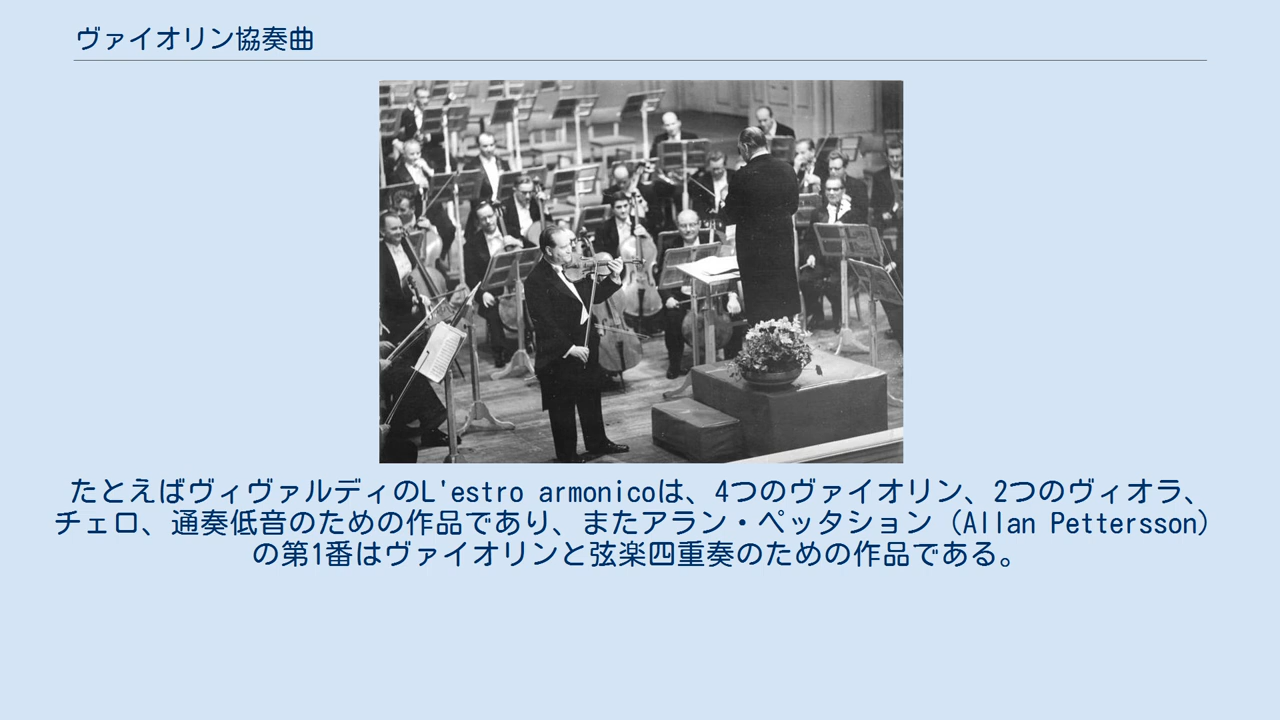 ヴァイオリン協奏曲
たとえばヴィヴァルディのL'estro armonicoは、4つのヴァイオリン、2つのヴィオラ、
チェロ、通奏低音のための作品であり、またアラン・ペッタション（Allan Pettersson）
の第1番はヴァイオリンと弦楽四重奏のための作品である。